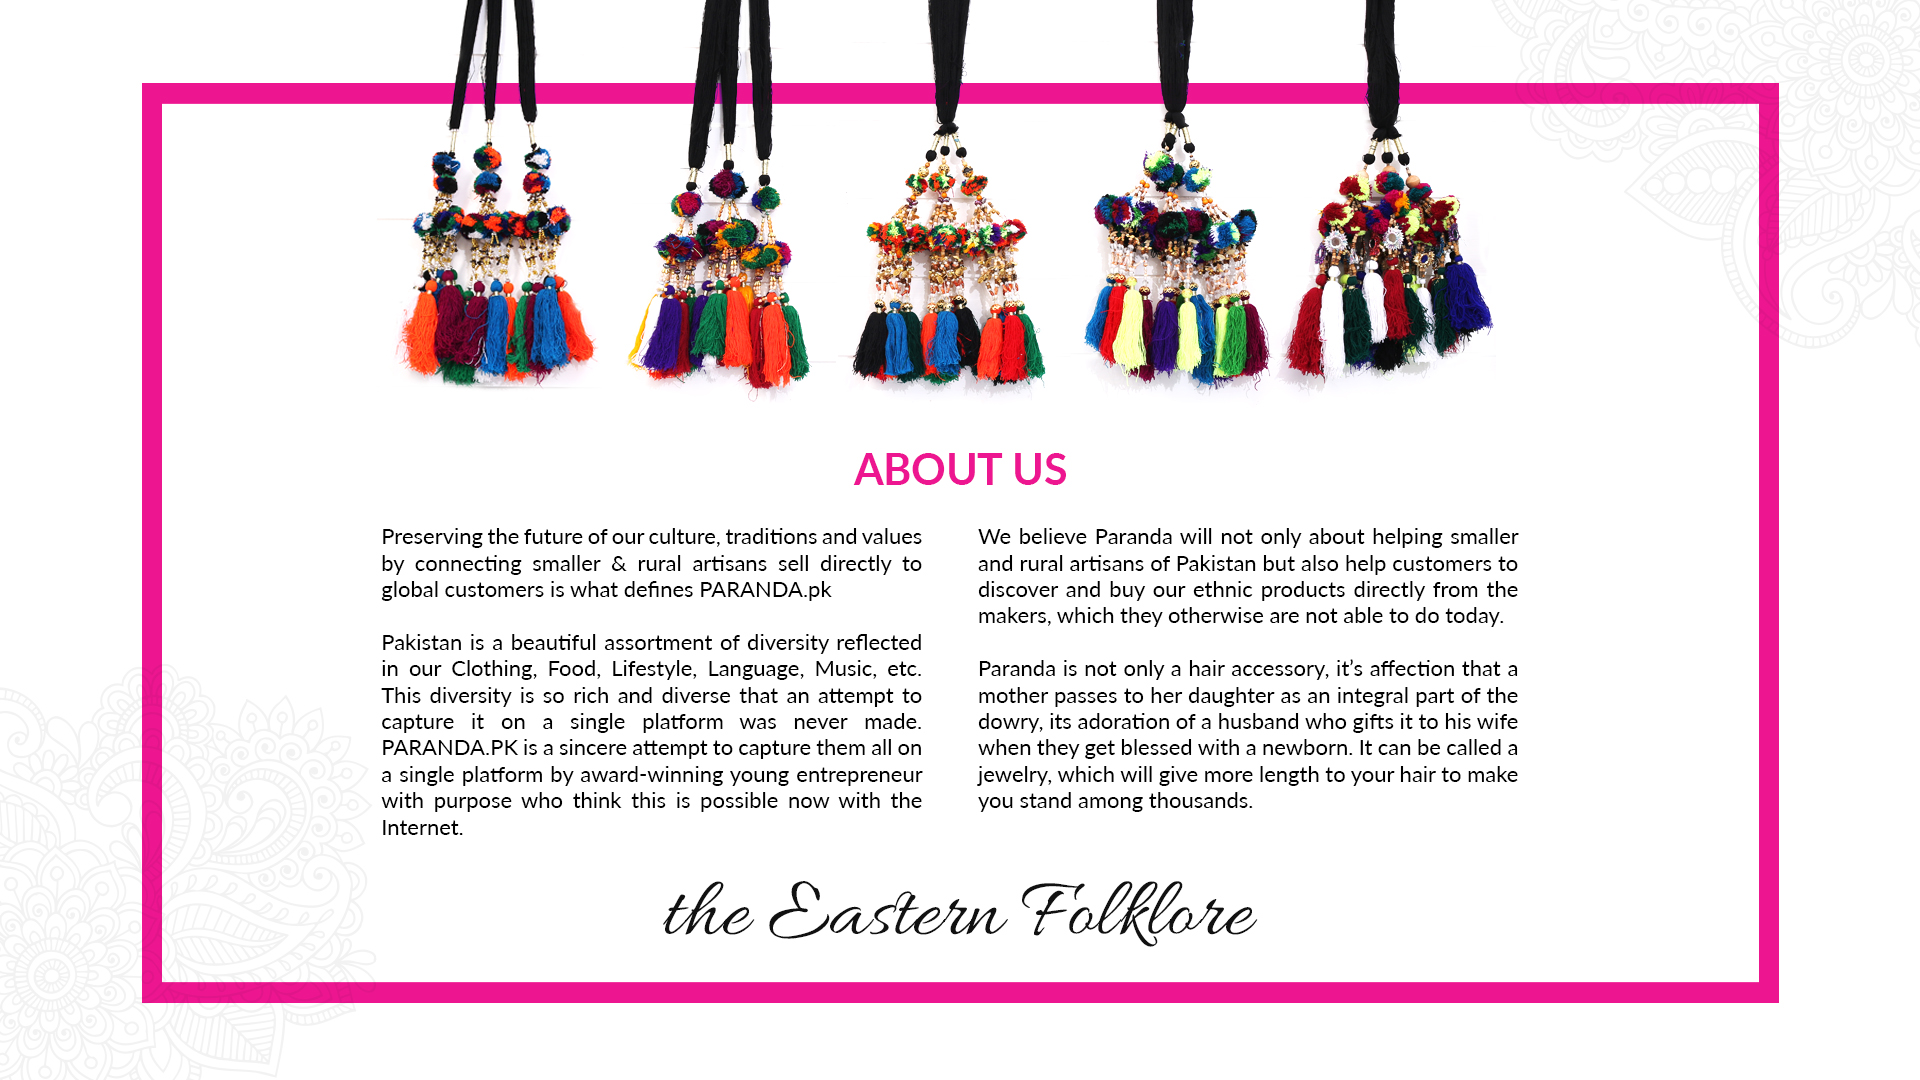 ABOUT US
Preserving the future of our culture, traditions and values
by connecting smaller & rural artisans sell directly to
global customers is what defines PARANDA.pk
Pakistan is a beautiful assortment of diversity reflected
in our Clothing, Food, Lifestyle, Language, Music, etc.
This diversity is so rich and diverse that an attempt to
capture it on a single platform was never made.
PARANDA.PK is a sincere attempt to capture them all on
a single platform by award-winning young entrepreneur
with purpose who think this is possible now with the
Internet.
We believe Paranda will not only about helping smaller
and rural artisans of Pakistan but also help customers to
discover and buy our ethnic products directly from the
makers, which they otherwise are not able to do today.
Paranda is not only a hair accessory, it’s affection that a
mother passes to her daughter as an integral part of the
dowry, its adoration of a husband who gifts it to his wife
when they get blessed with a newborn. It can be called a
jewelry, which will give more length to your hair to make
you stand among thousands.
the Eastern Folklore